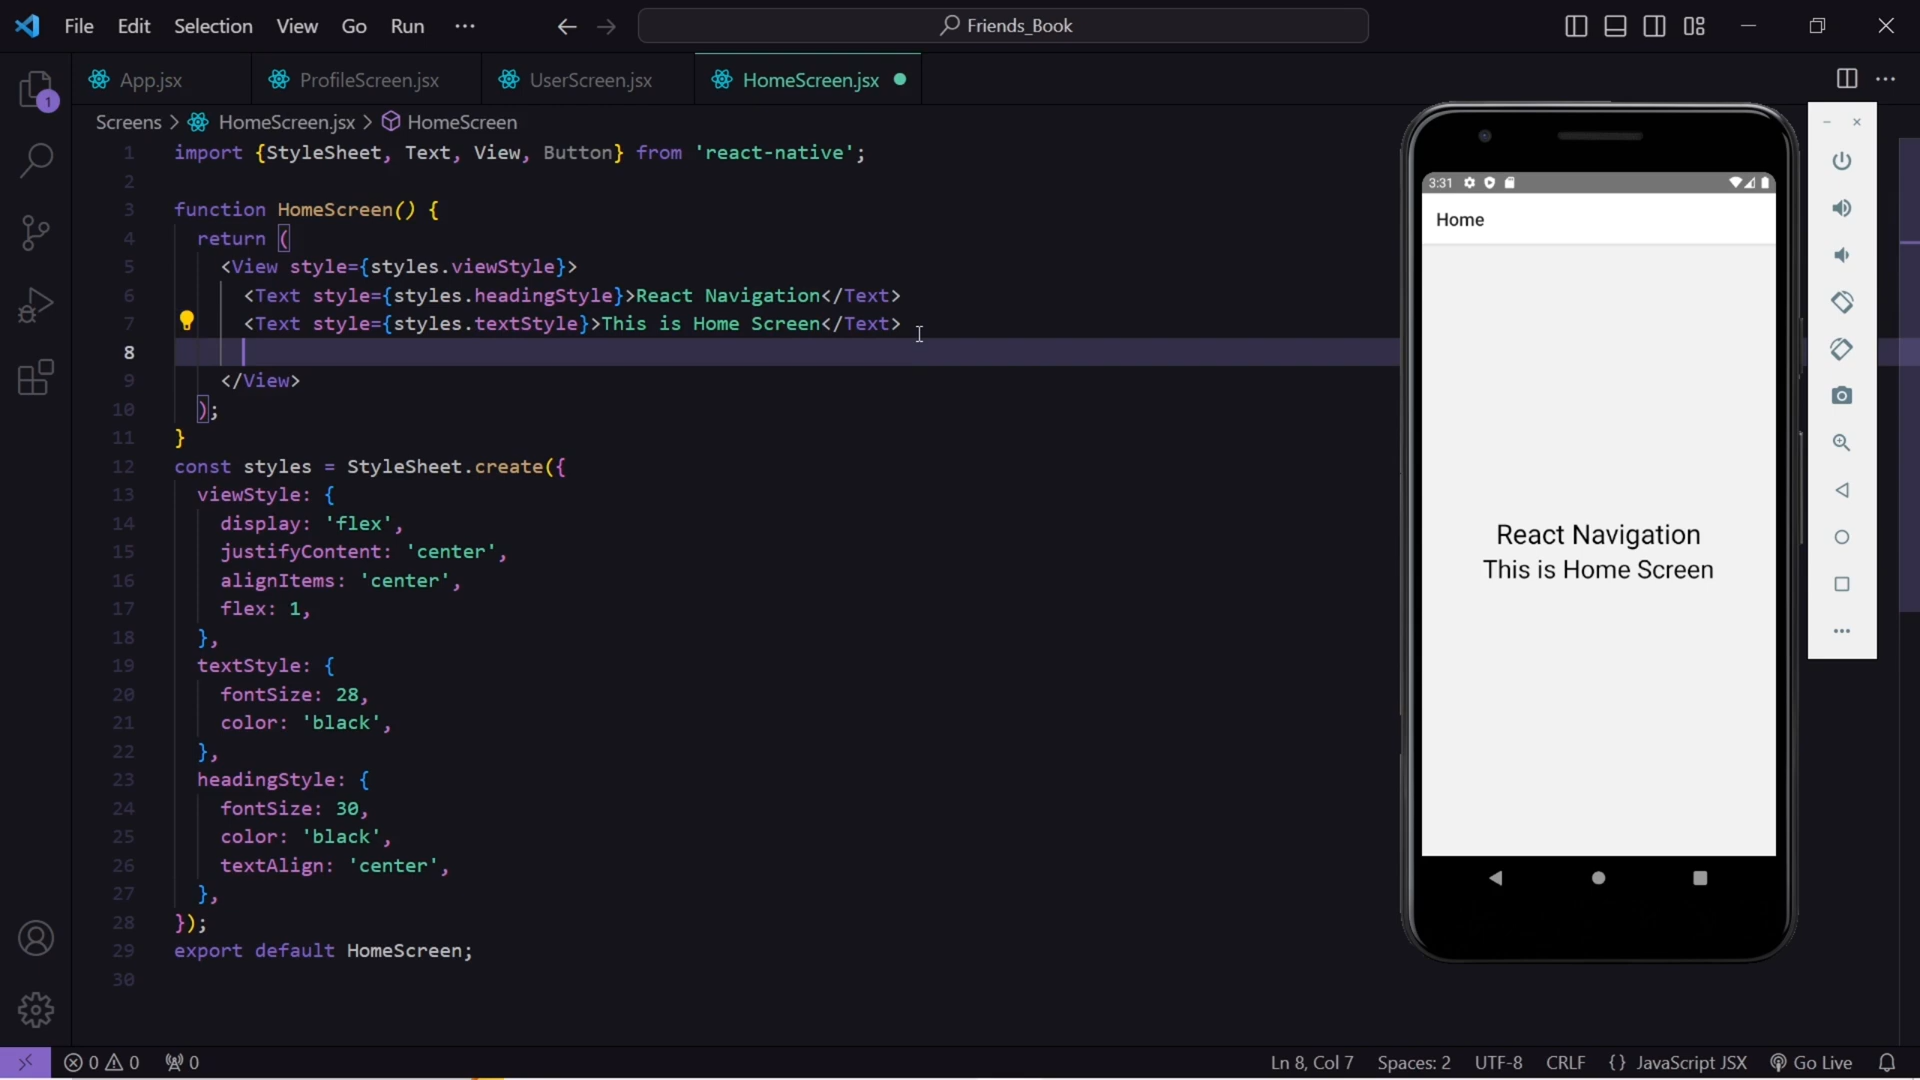 File Edit Selection View Go Run ··· Friends_Book
App.jsx ProfileScreen.jsx UserScreen.jsx HomeScreen.jsx
1
Screens > HomeScreen.jsx > HomeScreen
1 import {StyleSheet, Text, View, Button} from 'react-native';
2
3 function HomeScreen() {
4 return (
5 <View style={styles.viewStyle}>
6 <Text style={styles.headingStyle}>React Navigation</Text>
7 <Text style={styles.textStyle}>This is Home Screen</Text>
8
9 </View>
10 );
11 }
12 const styles = StyleSheet.create({
13 viewStyle: {
14 display: 'flex',
15 justifyContent: 'center',
16 alignItems: 'center',
17 flex: 1,
18 },
19 textStyle: {
20 fontSize: 28,
21 color: 'black',
22 },
23 headingStyle: {
24 fontSize: 30,
25 color: 'black',
26 textAlign: 'center',
27 },
28 });
29 export default HomeScreen;
30
3:31
Home
React Navigation
This is Home Screen
0 0 0 Ln 8, Col 7 Spaces: 2 UTF-8 CRLF {} JavaScript JSX Go Live